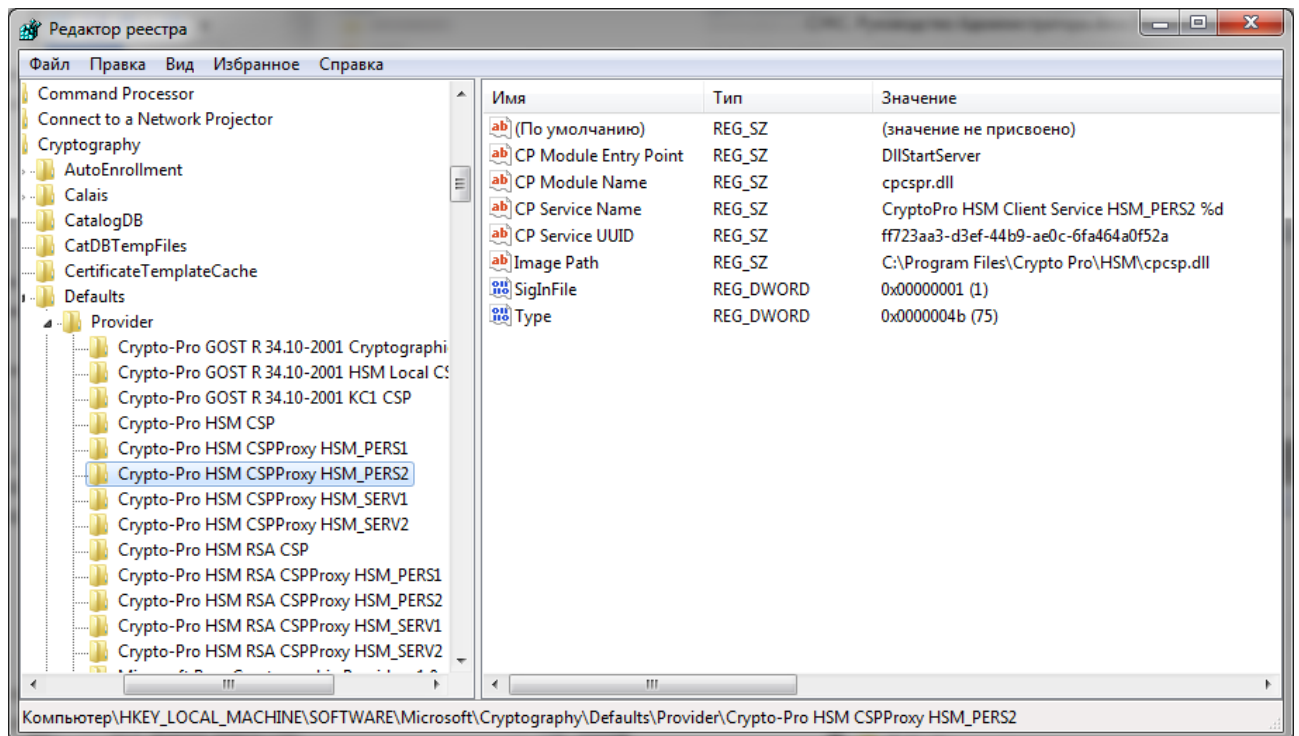 Редактор реестра
Файл Правка Вид Избранное Справка
Command Processor
Connect to a Network Projector
Cryptography
AutoEnrollment
Calais
CatalogDB
CatDBTempFiles
CertificateTemplateCache
Defaults
Provider
Crypto-Pro GOST R 34.10-2001 Cryptographi
Crypto-Pro GOST R 34.10-2001 HSM Local CS
Crypto-Pro GOST R 34.10-2001 KC1 CSP
Crypto-Pro HSM CSP
Crypto-Pro HSM CSPProxy HSM_PERS1
Crypto-Pro HSM CSPProxy HSM_PERS2
Crypto-Pro HSM CSPProxy HSM_SERV1
Crypto-Pro HSM CSPProxy HSM_SERV2
Crypto-Pro HSM RSA CSP
Crypto-Pro HSM RSA CSPProxy HSM_PERS1
Crypto-Pro HSM RSA CSPProxy HSM_PERS2
Crypto-Pro HSM RSA CSPProxy HSM_SERV1
Crypto-Pro HSM RSA CSPProxy HSM_SERV2
Имя Тип Значение
(По умолчанию) REG_SZ (значение не присвоено)
CP Module Entry Point REG_SZ DllStartServer
CP Module Name REG_SZ cpcspr.dll
CP Service Name REG_SZ CryptoPro HSM Client Service HSM_PERS2 %d
CP Service UUID REG_SZ ff723aa3-d3ef-44b9-ae0c-6fa464a0f52a
Image Path REG_SZ C:\Program Files\Crypto Pro\HSM\cpcsp.dll
SigInFile REG_DWORD 0x00000001 (1)
Type REG_DWORD 0x0000004b (75)
Компьютер\HKEY_LOCAL_MACHINE\SOFTWARE\Microsoft\Cryptography\Defaults\Provider\Crypto-Pro HSM CSPProxy HSM_PERS2